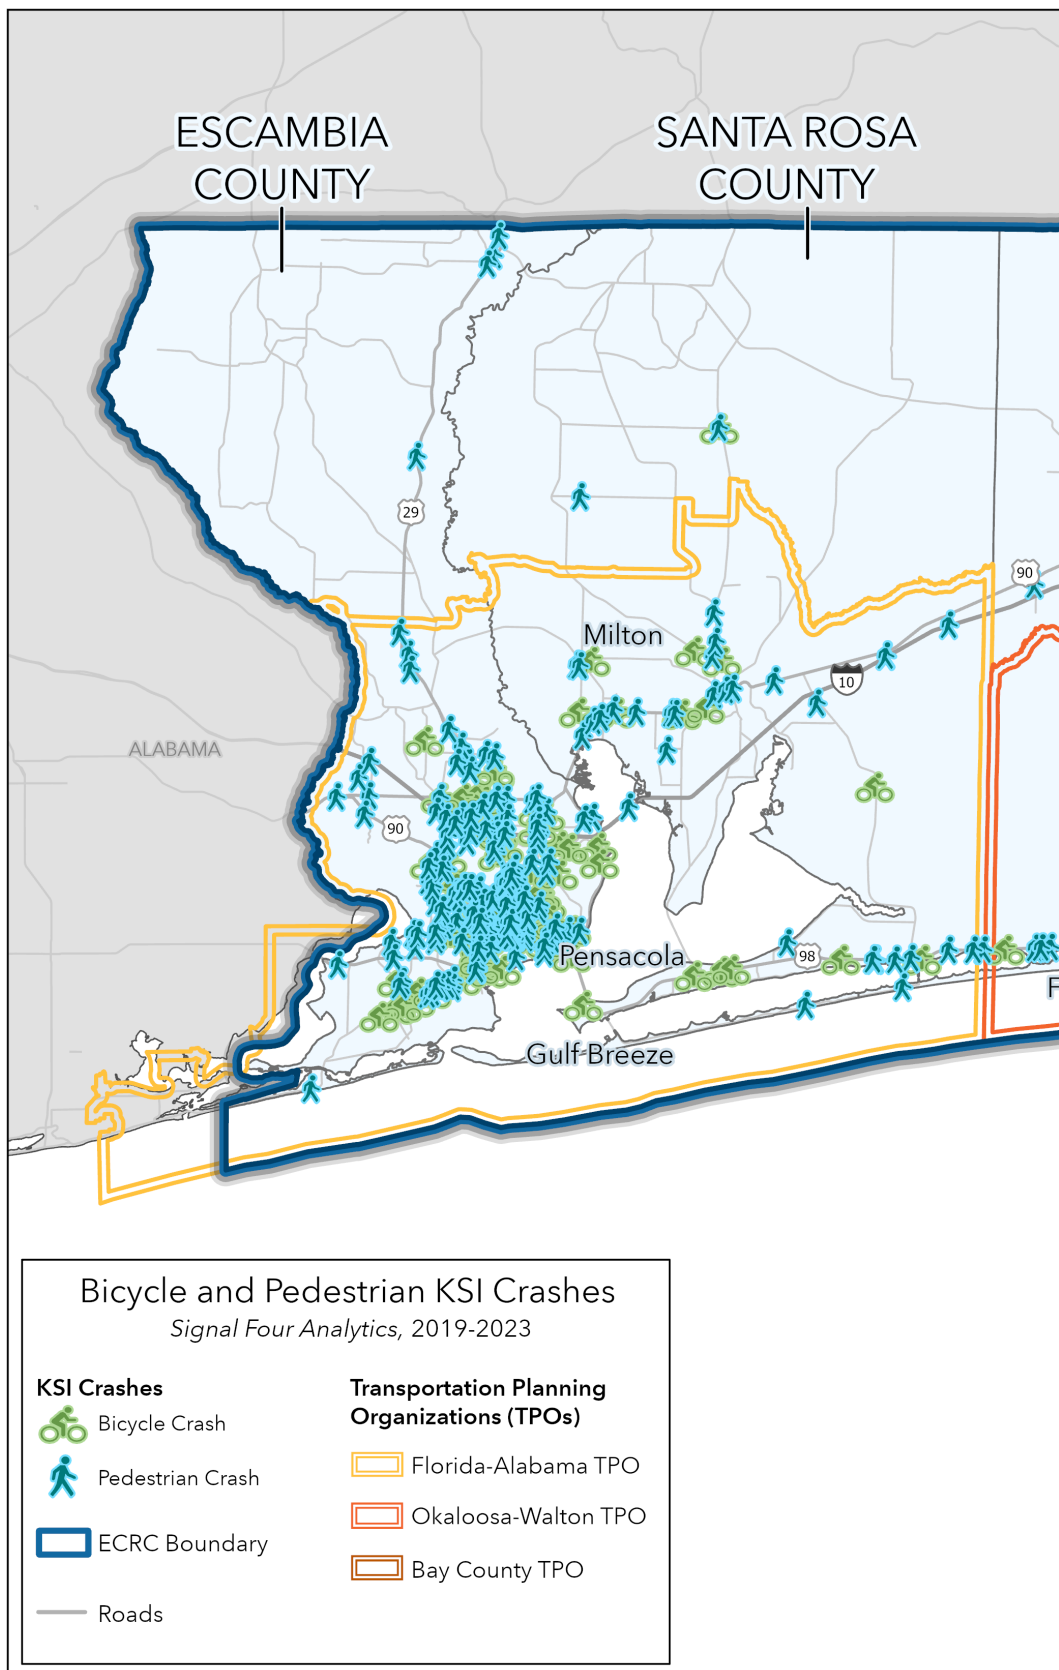 ESCAMBIA
COUNTY
SANTA ROSA
COUNTY
29
90
Milton
10
ALABAMA
90
Pensacola
98
F
Gulf Breeze
Bicycle and Pedestrian KSI Crashes
Signal Four Analytics, 2019-2023
KSI Crashes
Bicycle Crash
Pedestrian Crash
ECRC Boundary
Roads
Transportation Planning
Organizations (TPOs)
Florida-Alabama TPO
Okaloosa-Walton TPO
Bay County TPO